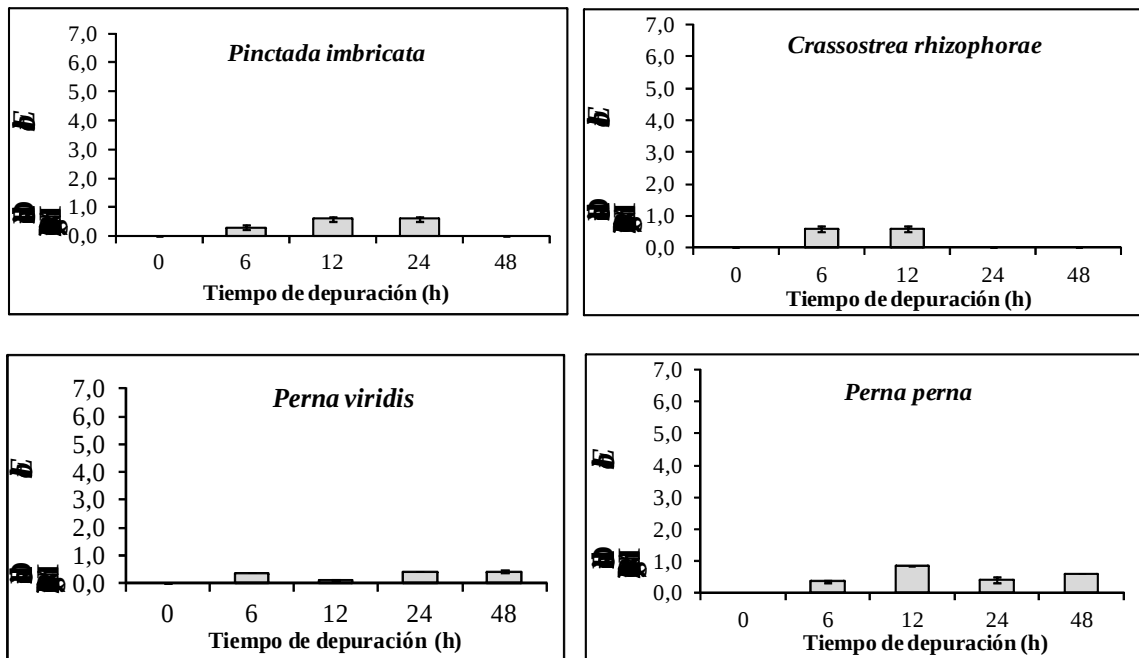 Pinctada imbricata
7,0
6,0
5,0
4,0
3,0
2,0
1,0
0,0
0 6 12 24 48
Tiempo de depuración (h)
Crassostrea rhizophorae
7,0
6,0
5,0
4,0
3,0
2,0
1,0
0,0
0 6 12 24 48
Tiempo de depuración (h)
Perna viridis
7,0
6,0
5,0
4,0
3,0
2,0
1,0
0,0
0 6 12 24 48
Tiempo de depuración (h)
Perna perna
7,0
6,0
5,0
4,0
3,0
2,0
1,0
0,0
0 6 12 24 48
Tiempo de depuración (h)